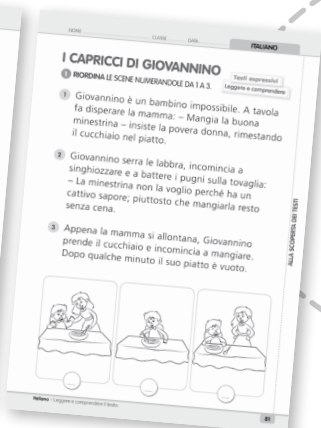 NOME CLASSE DATA
ITALIANO
I CAPRICCI DI GIOVANNINO
Testi espressivi
1 RIORDINA LE SCENE NUMERANDOLE DA 1 A 3.
Leggere e comprendere
1 Giovannino è un bambino impossibile. A tavola
fa disperare la mamma: – Mangia la buona
minestrina – insiste la povera donna, rimestando
il cucchiaio nel piatto.
2 Giovannino serra le labbra, incomincia a
singhiozzare e a battere i pugni sulla tovaglia:
– La minestrina non la voglio perché ha un
cattivo sapore; piuttosto che mangiarla resto
senza cena.
3 Appena la mamma si allontana, Giovannino
prende il cucchiaio e incomincia a mangiare.
Dopo qualche minuto il suo piatto è vuoto.
ALLA SCOPERTA DEI TESTI
Italiano - Leggere e comprendere il testo
51